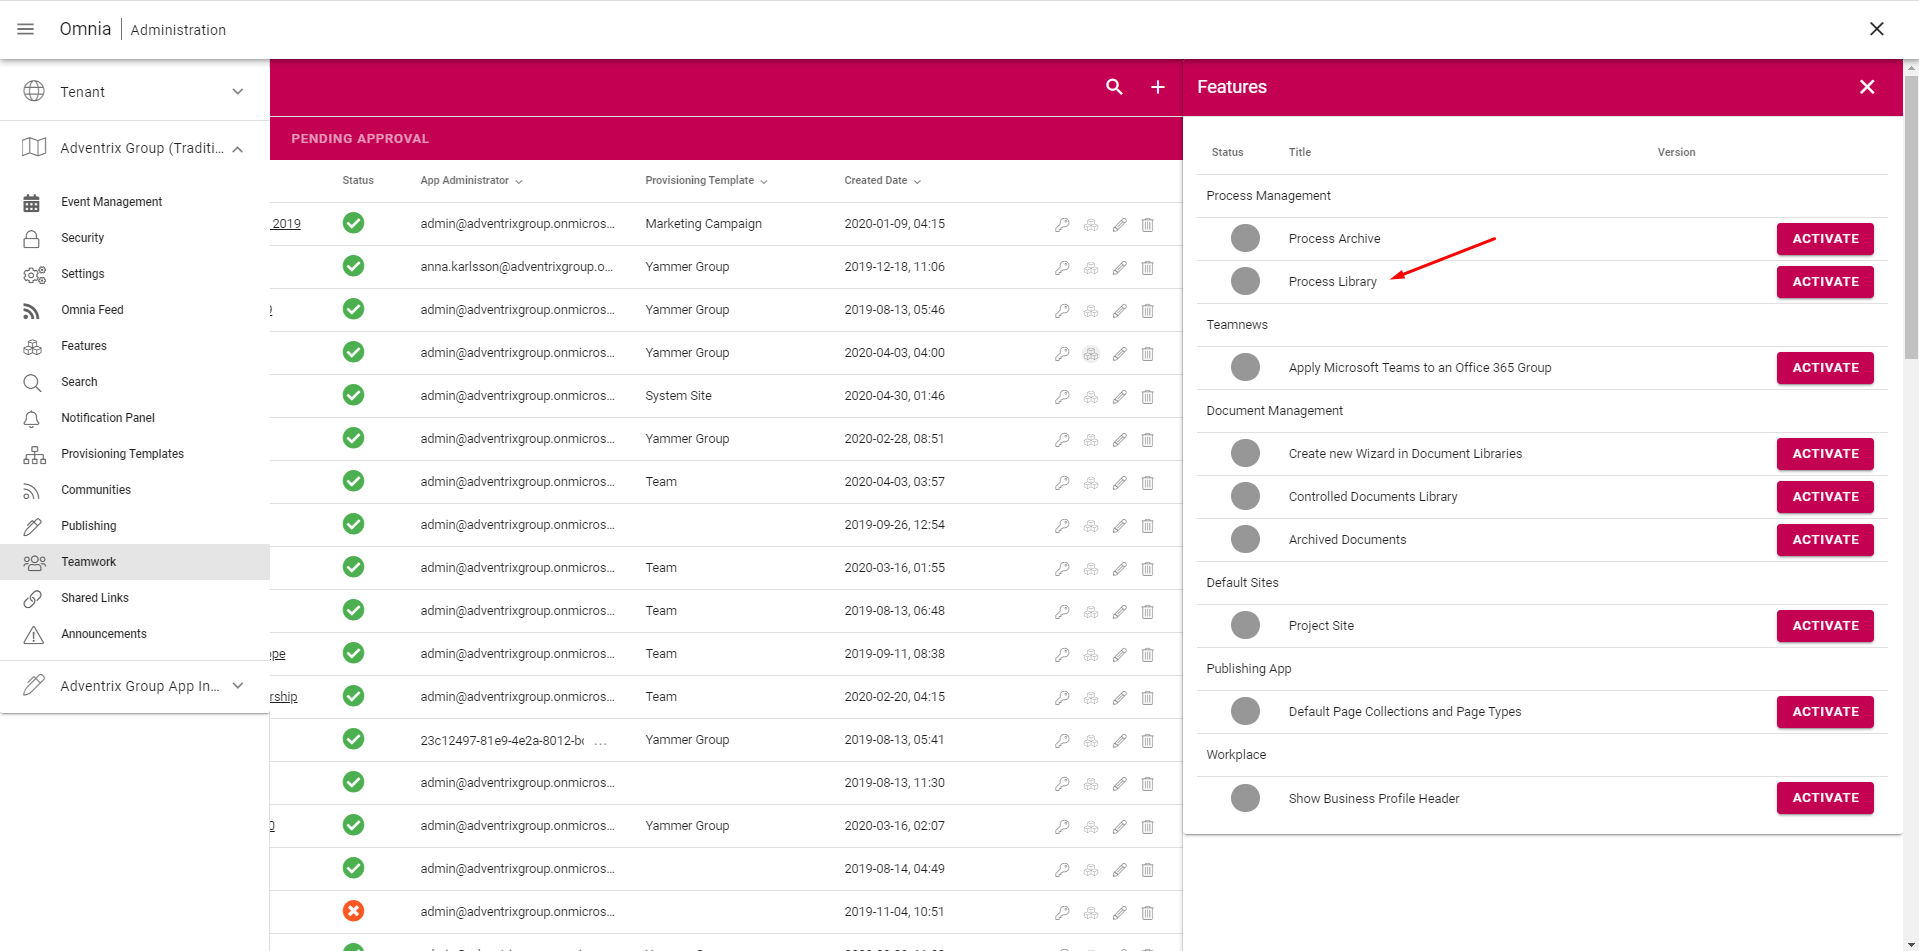 Omnia | Administration
Tenant
Adventrix Group (Traditi...
Event Management
Security
Settings
Omnia Feed
Features
Search
Notification Panel
Provisioning Templates
Communities
Publishing
Teamwork
Shared Links
Announcements
Adventrix Group App In...
PENDING APPROVAL
Status App Administrator Provisioning Template Created Date
2019 admin@adventrixgroup.onmicros... Marketing Campaign 2020-01-09, 04:15
anna.karlsson@adventrixgroup.o... Yammer Group 2019-12-18, 11:06
admin@adventrixgroup.onmicros... Yammer Group 2019-08-13, 05:46
admin@adventrixgroup.onmicros... Yammer Group 2020-04-03, 04:00
admin@adventrixgroup.onmicros... System Site 2020-04-30, 01:46
admin@adventrixgroup.onmicros... Yammer Group 2020-02-28, 08:51
admin@adventrixgroup.onmicros... Team 2020-04-03, 03:57
admin@adventrixgroup.onmicros... 2019-09-26, 12:54
admin@adventrixgroup.onmicros... Team 2020-03-16, 01:55
admin@adventrixgroup.onmicros... Team 2019-08-13, 06:48
ope admin@adventrixgroup.onmicros... Team 2019-09-11, 08:38
rship admin@adventrixgroup.onmicros... Team 2020-02-20, 04:15
23c12497-81e9-4e2a-8012-bc ... Yammer Group 2019-08-13, 05:41
admin@adventrixgroup.onmicros... 2019-08-13, 11:30
0 admin@adventrixgroup.onmicros... Yammer Group 2020-03-16, 02:07
admin@adventrixgroup.onmicros... 2019-08-14, 04:49
admin@adventrixgroup.onmicros... 2019-11-04, 10:51
Features
Status Title Version
Process Management
Process Archive ACTIVATE
Process Library ACTIVATE
Teamnews
Apply Microsoft Teams to an Office 365 Group ACTIVATE
Document Management
Create new Wizard in Document Libraries ACTIVATE
Controlled Documents Library ACTIVATE
Archived Documents ACTIVATE
Default Sites
Project Site ACTIVATE
Publishing App
Default Page Collections and Page Types ACTIVATE
Workplace
Show Business Profile Header ACTIVATE